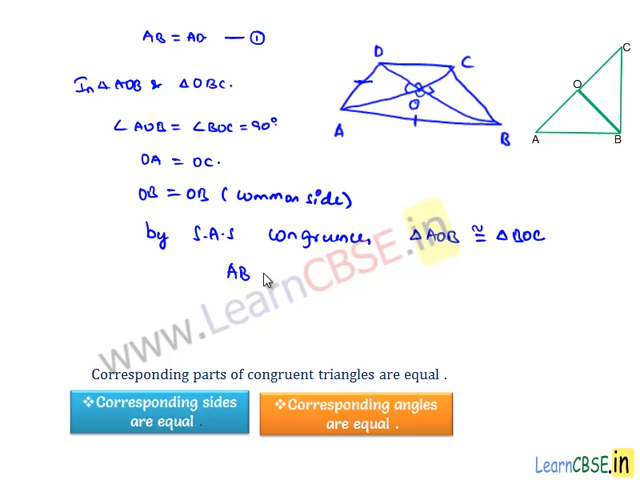 AB = AD — ①
In △AOB & △OBC.
∠AOB = ∠BOC = 90°
OA = OC.
OB = OB (common side)
by S.A.S congruence, △AOB ≅ △BOC
AB
D
C
O
A
B
C
O
A
B
www.LearnCBSE.in
Corresponding parts of congruent triangles are equal .
❖Corresponding sides
are equal .
❖Corresponding angles
are equal .
LearnCBSE.in